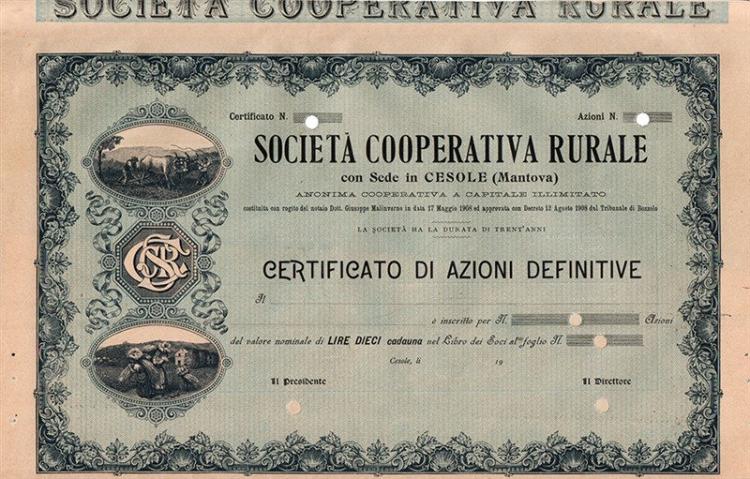 SOCIETÀ COOPERATIVA RURALE
Certificato N.
Azioni N.
SOCIETÀ COOPERATIVA RURALE
con Sede in CESOLE (Mantova)
ANONIMA COOPERATIVA A CAPITALE ILLIMITATO
costituita con rogito del notaio Dott. Giuseppe Malinverno in data 17 Maggio 1908 ed approvata con Decreto 12 Agosto 1908 dal Tribunale di Bozzolo
LA SOCIETÀ HA LA DURATA DI TRENT'ANNI
CSR
CERTIFICATO DI AZIONI DEFINITIVE
Il
è inscritto per N. Azioni
del valore nominale di LIRE DIECI cadauna nel Libro dei Soci al foglio N.
Cesole, li 19
Il Presidente
Il Direttore